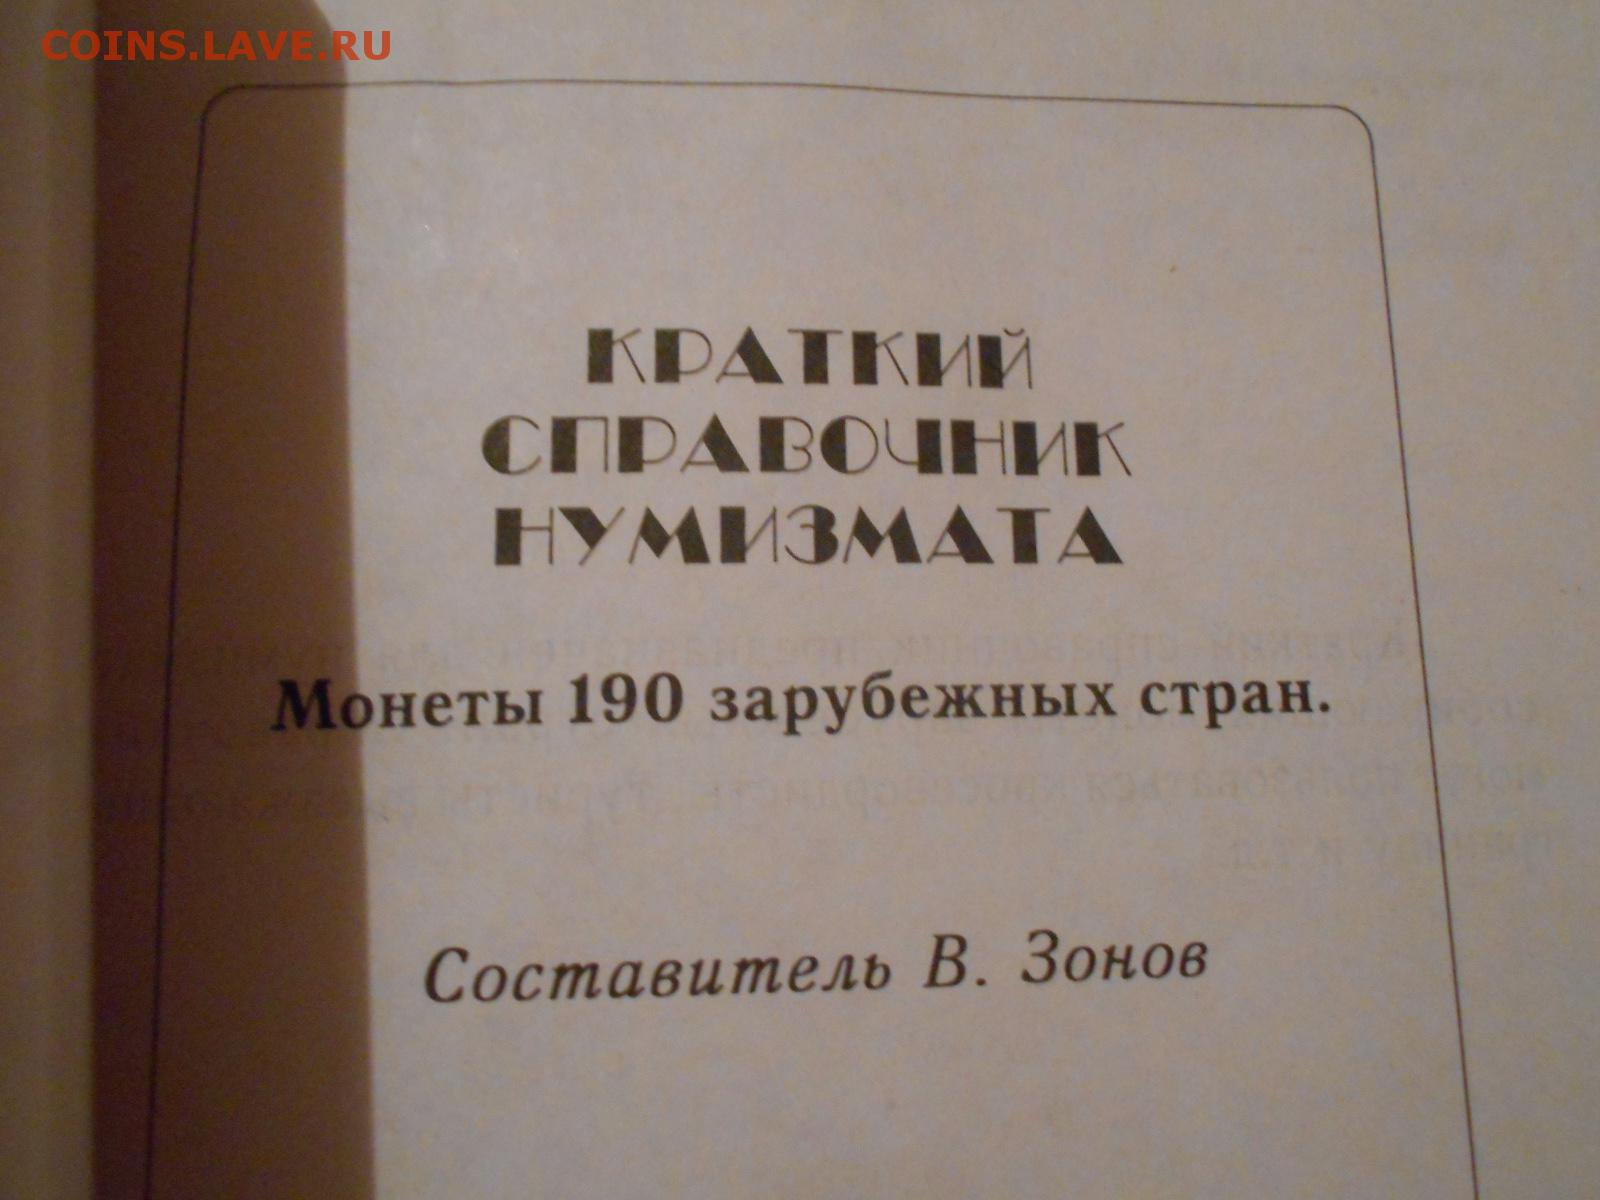 COINS.LAVE.RU
КРАТКИЙ
СПРАВОЧНИК
НУМИЗМАТА
Монеты 190 зарубежных стран.
Составитель В. Зонов